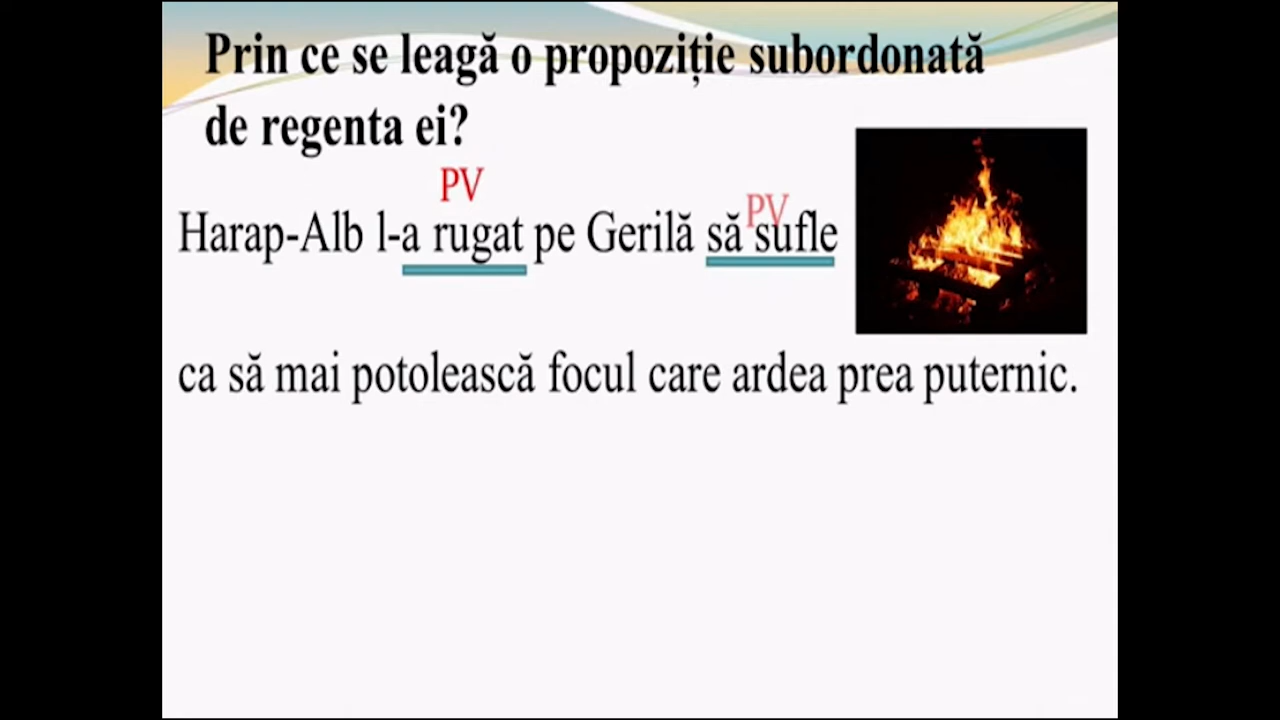 Prin ce se leagă o propoziție subordonată
de regenta ei?
PV
PV
Harap-Alb l-a rugat pe Gerilă să sufle
ca să mai potolească focul care ardea prea puternic.